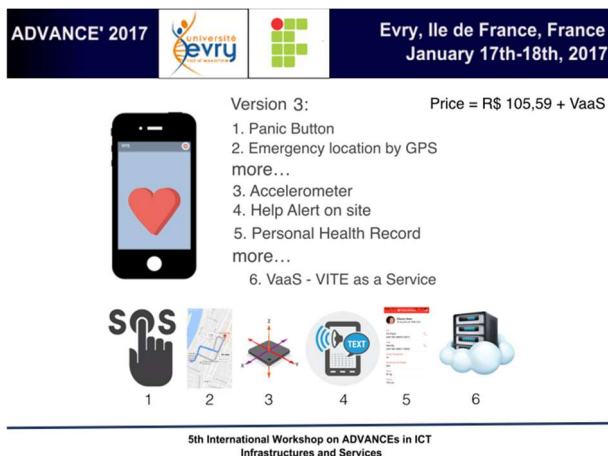 ADVANCE' 2017
université
evry
Evry, Ile de France, France
January 17th-18th, 2017
Version 3:
Price = R$ 105,59 + VaaS
1. Panic Button
2. Emergency location by GPS
more...
3. Accelerometer
4. Help Alert on site
5. Personal Health Record
more...
6. VaaS - VITE as a Service
SOS
TEXT
1 2 3 4 5 6
5th International Workshop on ADVANCEs in ICT
Infrastructures and Services